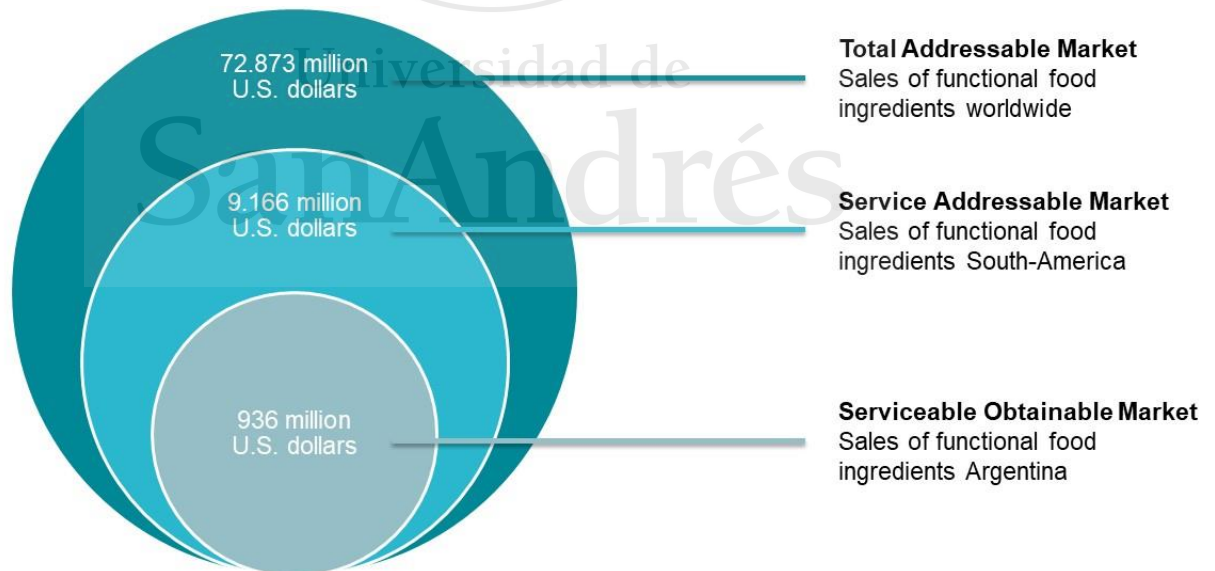 72.873 million
U.S. dollars
Total Addressable Market
Sales of functional food
ingredients worldwide
Universidad de
SanAndrés
9.166 million
U.S. dollars
Service Addressable Market
Sales of functional food
ingredients South-America
936 million
U.S. dollars
Serviceable Obtainable Market
Sales of functional food
ingredients Argentina